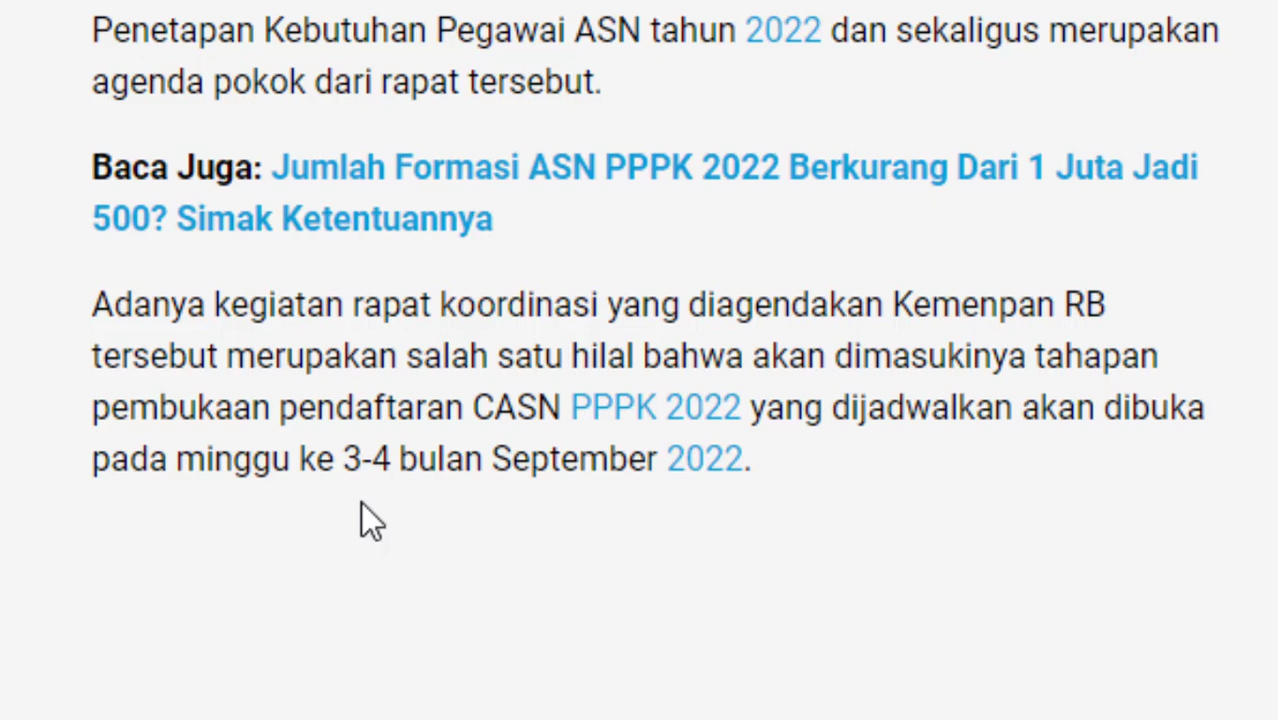 Penetapan Kebutuhan Pegawai ASN tahun 2022 dan sekaligus merupakan
agenda pokok dari rapat tersebut.
Baca Juga: Jumlah Formasi ASN PPPK 2022 Berkurang Dari 1 Juta Jadi
500? Simak Ketentuannya
Adanya kegiatan rapat koordinasi yang diagendakan Kemenpan RB
tersebut merupakan salah satu hilal bahwa akan dimasukinya tahapan
pembukaan pendaftaran CASN PPPK 2022 yang dijadwalkan akan dibuka
pada minggu ke 3-4 bulan September 2022.